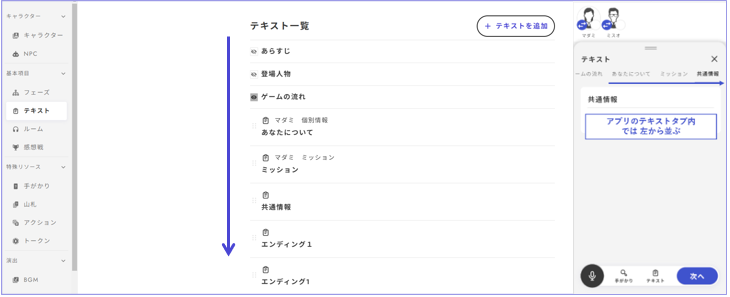 キャラクター
キャラクター
NPC
基本項目
フェーズ
テキスト
ルーム
感想戦
特殊リソース
手がかり
山札
アクション
トークン
演出
BGM
テキスト一覧
+ テキストを追加
あらすじ
登場人物
ゲームの流れ
マダミ 個別情報
あなたについて
マダミ ミッション
ミッション
共通情報
エンディング１
エンディング1
マダミ ミスオ
テキスト
ームの流れ あなたについて ミッション 共通情報
共通情報
アプリのテキストタブ内
では 左から並ぶ
手がかり テキスト 次へ